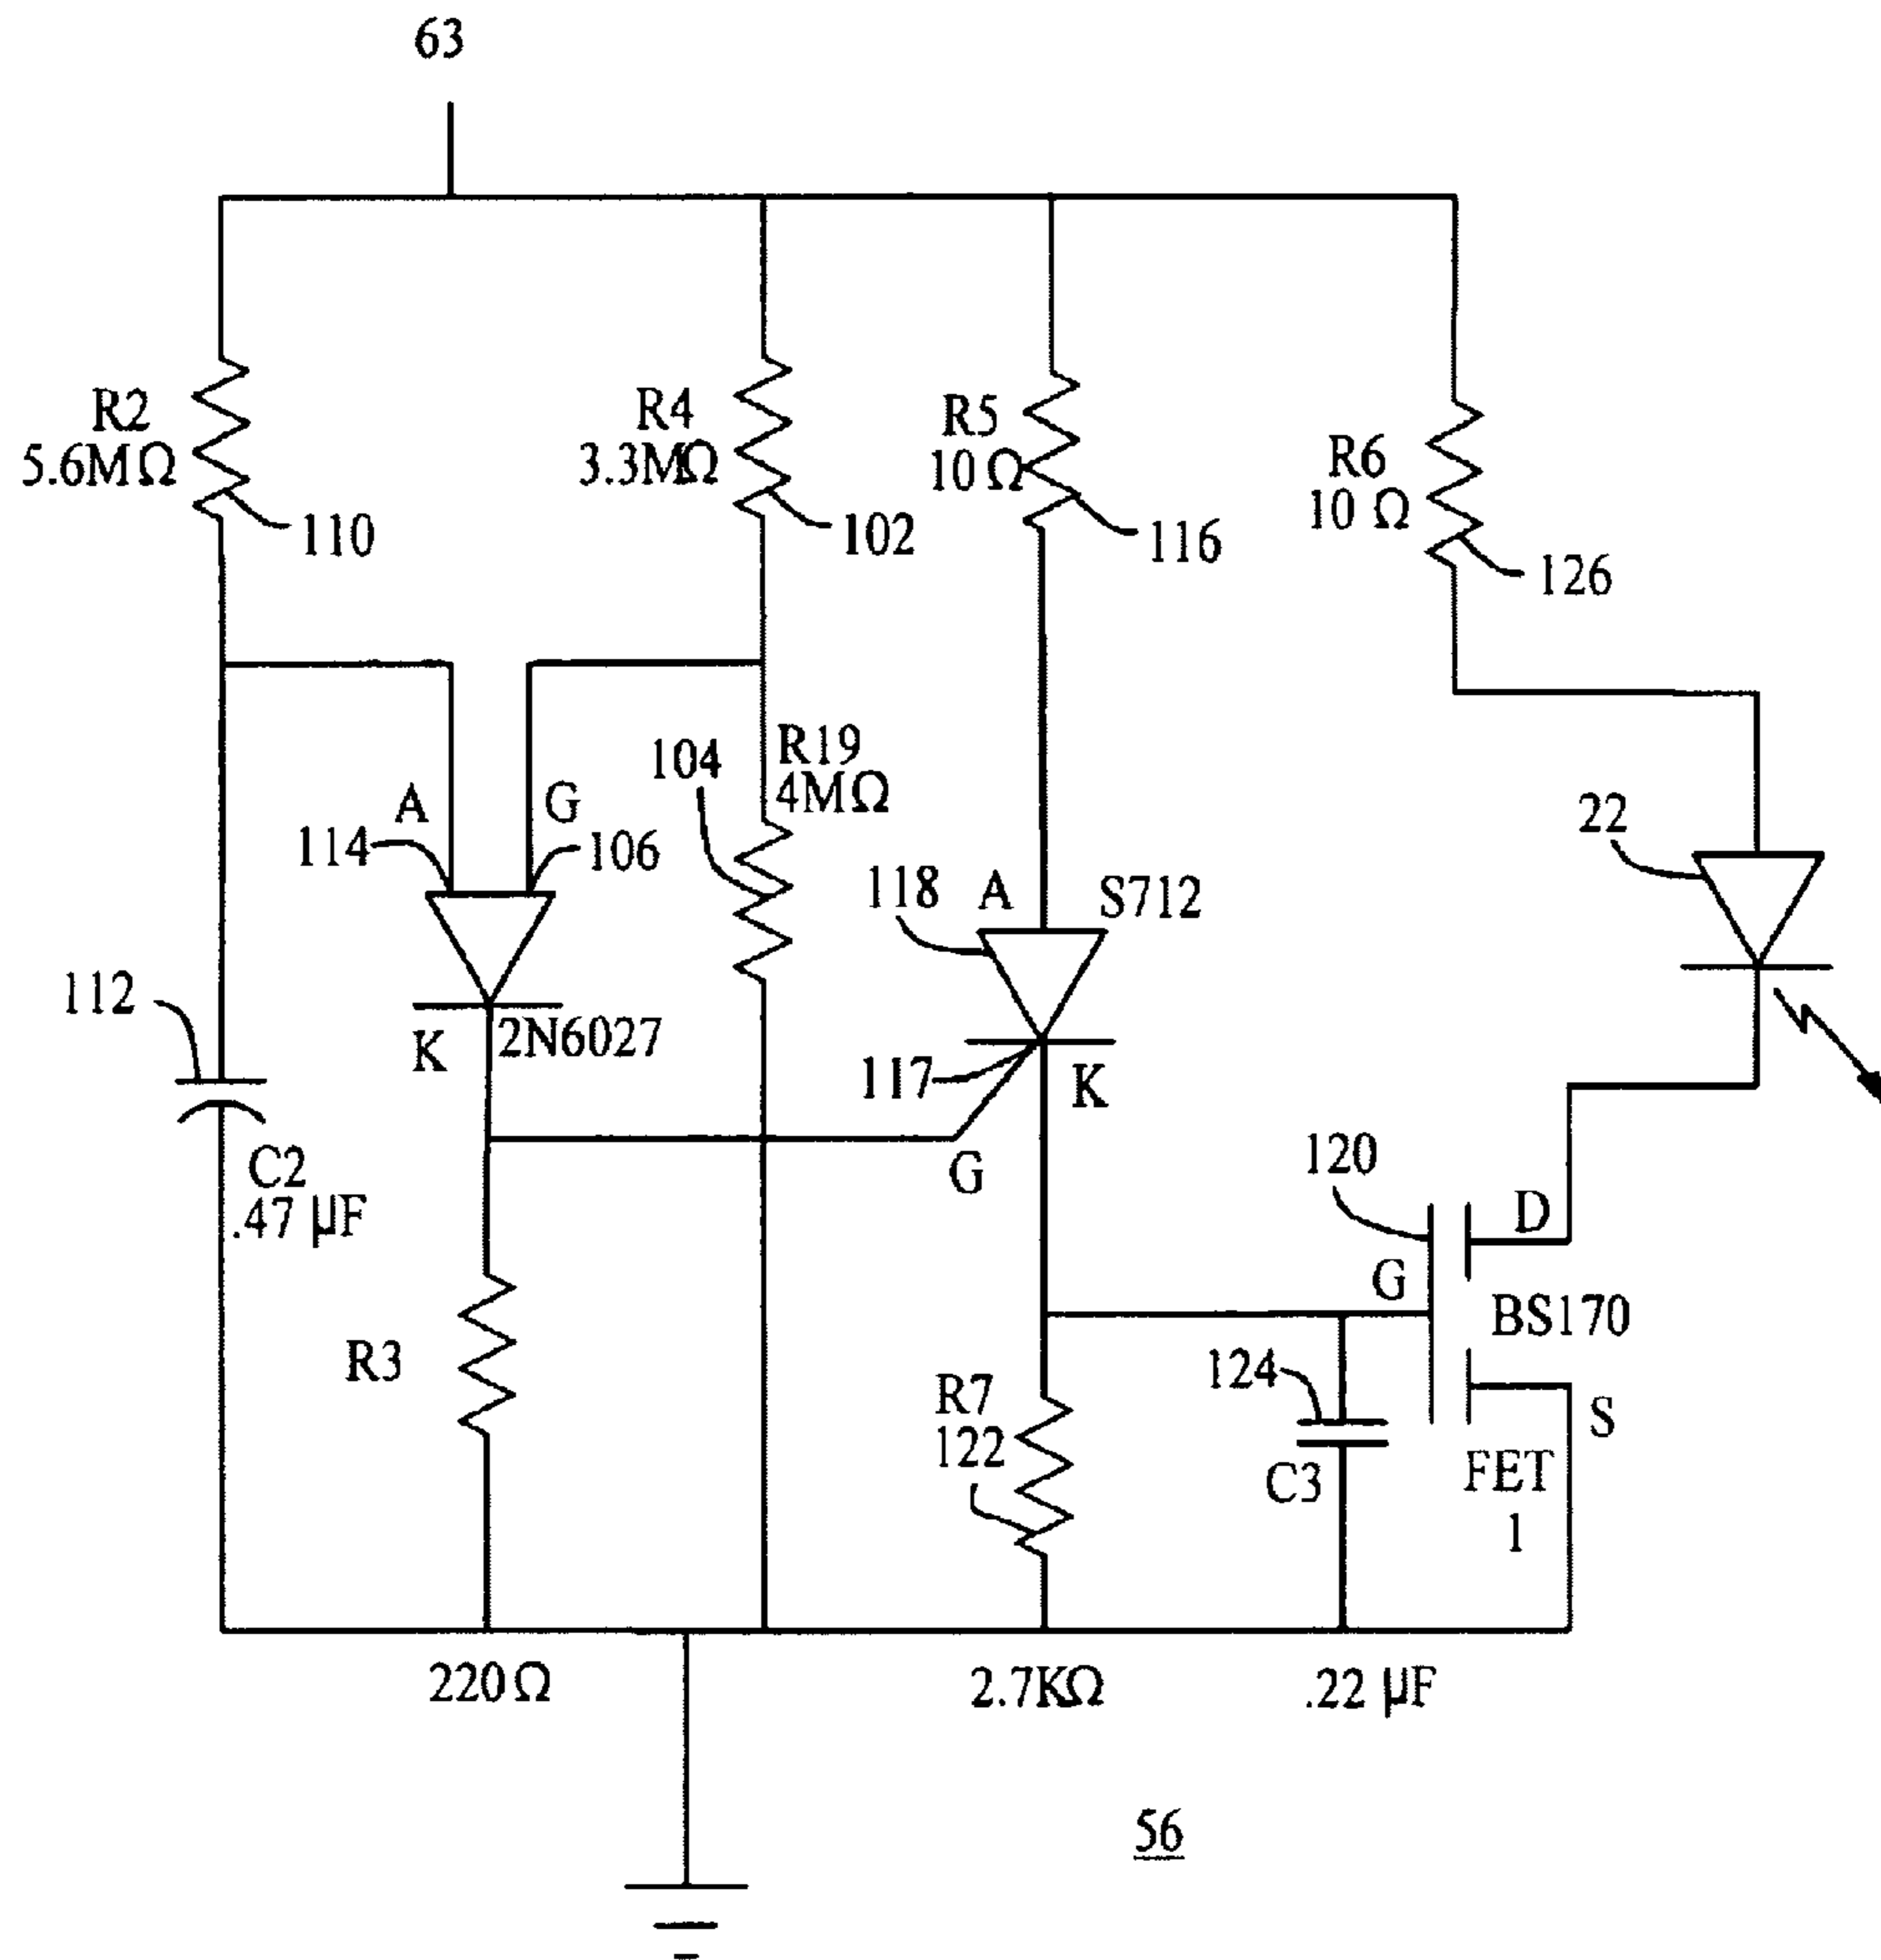 63
R2
5.6MΩ
110
R4
3.3MΩ
102
R5
10 Ω
116
R6
10 Ω
126
A
G
114
106
104
R19
4MΩ
118
A
S712
22
112
K
2N6027
117
K
G
C2
.47 µF
120
D
G
BS170
R3
124
R7
122
C3
S
FET
1
220Ω
2.7KΩ
.22 µF
56